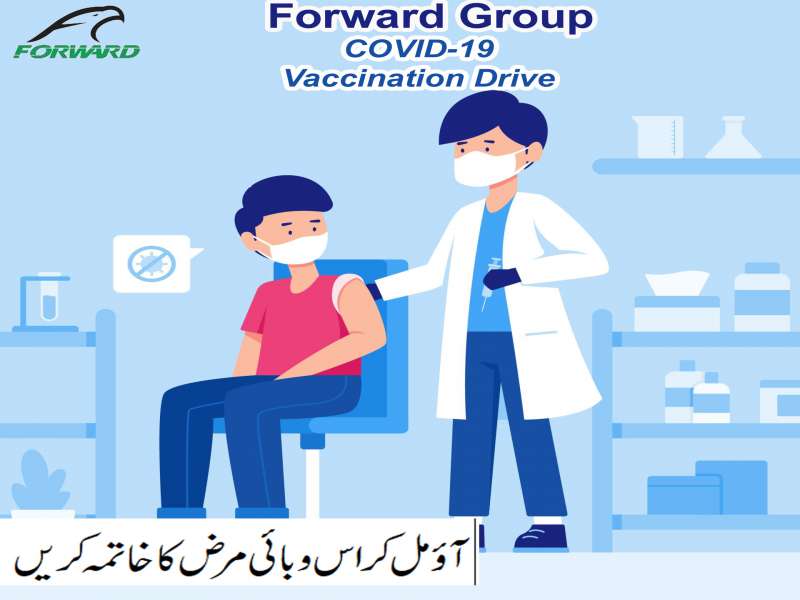 FORWARD
Forward Group
COVID-19
Vaccination Drive
آؤ مل کر اس وبائی مرض کا خاتمہ کریں